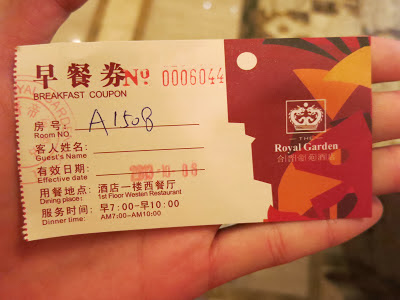 早餐券 No 0006044
BREAKFAST COUPON
房号: A1508
Room NO.
客人姓名:
Guest's Name
有效日期:
Effective date
用餐地点: 酒店一楼西餐厅
Dining place: 1st Floor Westen Restaurant
服务时间: 早7:00-早10:00
Dinner time: AM7:00-AM10:00
THE
Royal Garden